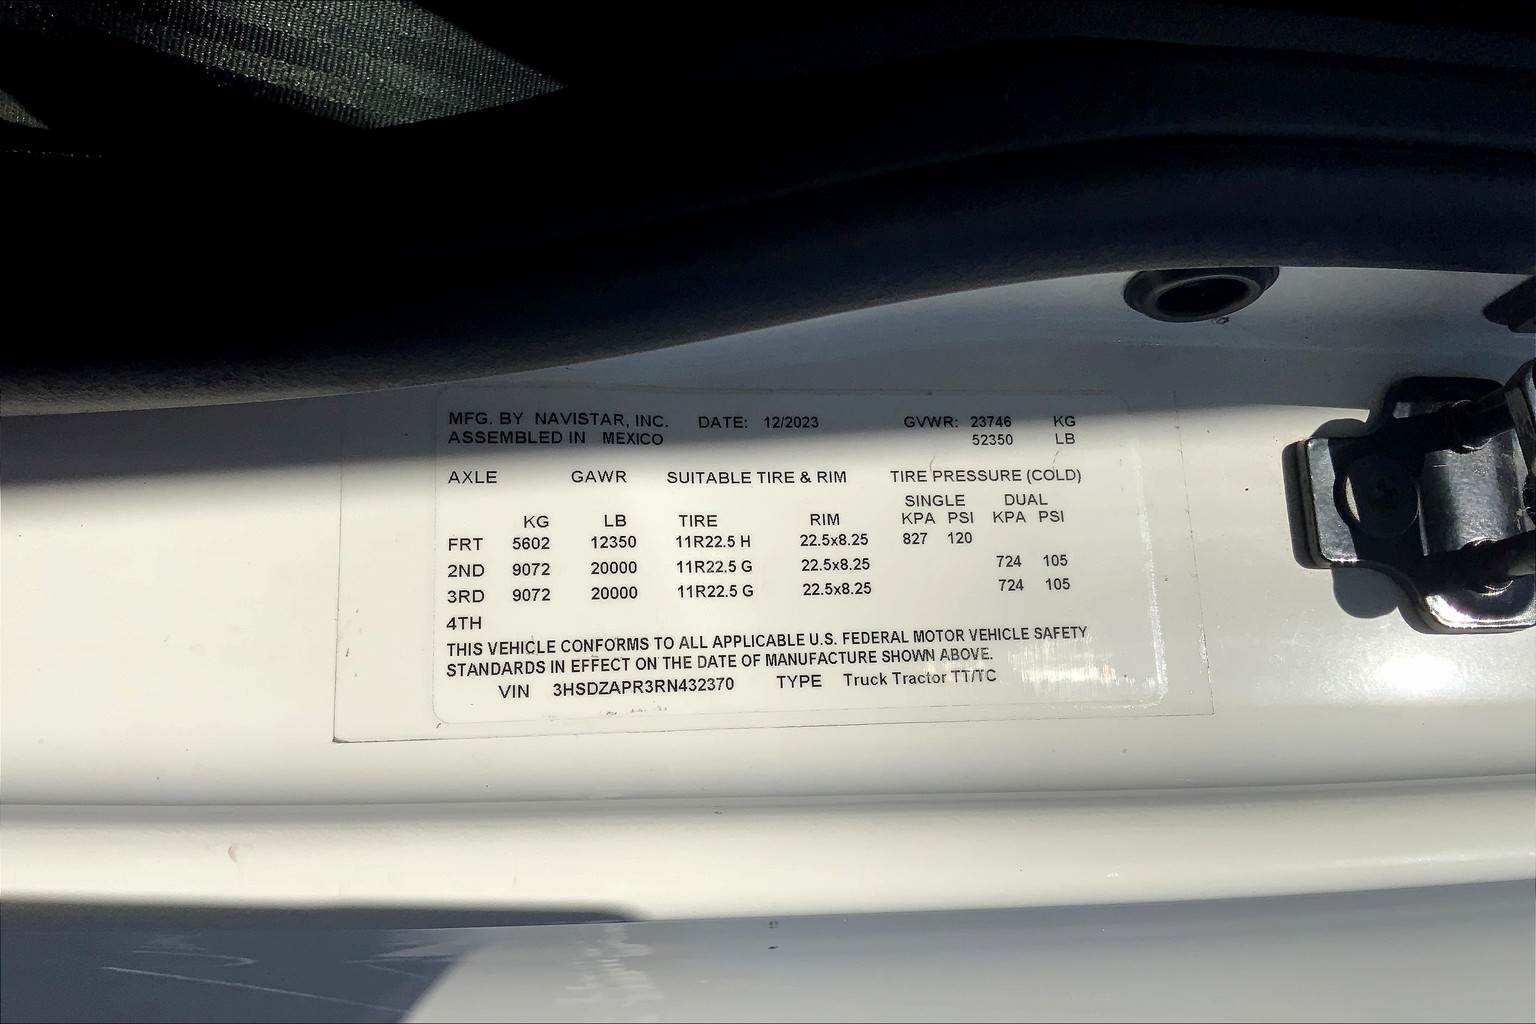 MFG. BY NAVISTAR, INC. DATE: 12/2023 GVWR: 23746 KG
ASSEMBLED IN MEXICO 52350 LB
AXLE GAWR SUITABLE TIRE & RIM TIRE PRESSURE (COLD)
SINGLE DUAL
KG LB TIRE RIM KPA PSI KPA PSI
FRT 5602 12350 11R22.5 H 22.5x8.25 827 120
2ND 9072 20000 11R22.5 G 22.5x8.25 724 105
3RD 9072 20000 11R22.5 G 22.5x8.25 724 105
4TH
THIS VEHICLE CONFORMS TO ALL APPLICABLE U.S. FEDERAL MOTOR VEHICLE SAFETY
STANDARDS IN EFFECT ON THE DATE OF MANUFACTURE SHOWN ABOVE.
VIN 3HSDZAPR3RN432370 TYPE Truck Tractor TT/TC